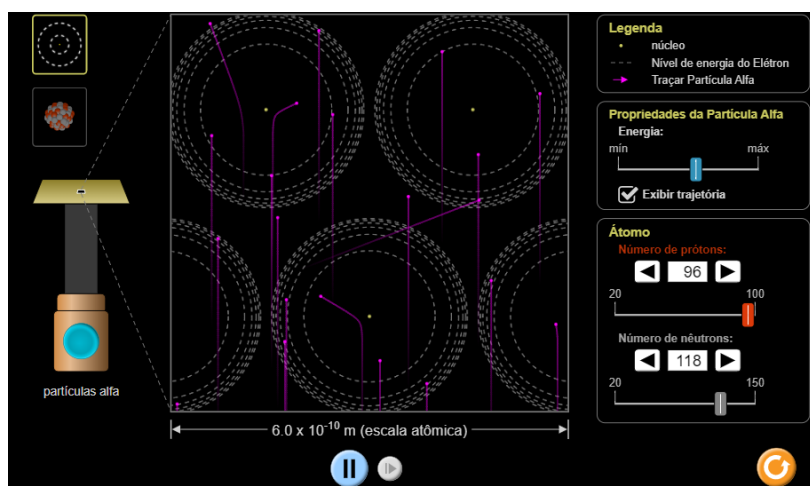 Legenda
núcleo
Nível de energia do Elétron
Traçar Partícula Alfa
Propriedades da Partícula Alfa
Energia:
mín máx
Exibir trajetória
Átomo
Número de prótons:
96
20 100
Número de nêutrons:
118
20 150
partículas alfa
6.0 x 10⁻¹⁰ m (escala atômica)